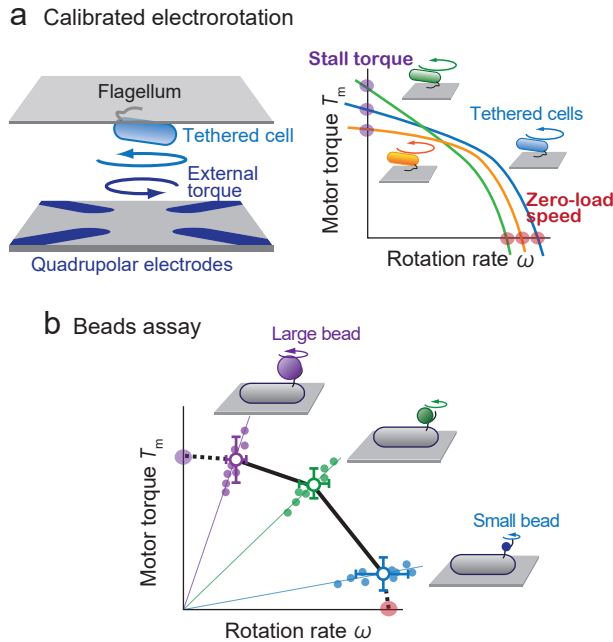 a Calibrated electrorotation
Flagellum
Tethered cell
External
torque
Quadrupolar electrodes
Stall torque
Motor torque Tm
Tethered cells
Zero-load
speed
Rotation rate ω
b Beads assay
Large bead
Motor torque Tm
Small bead
Rotation rate ω